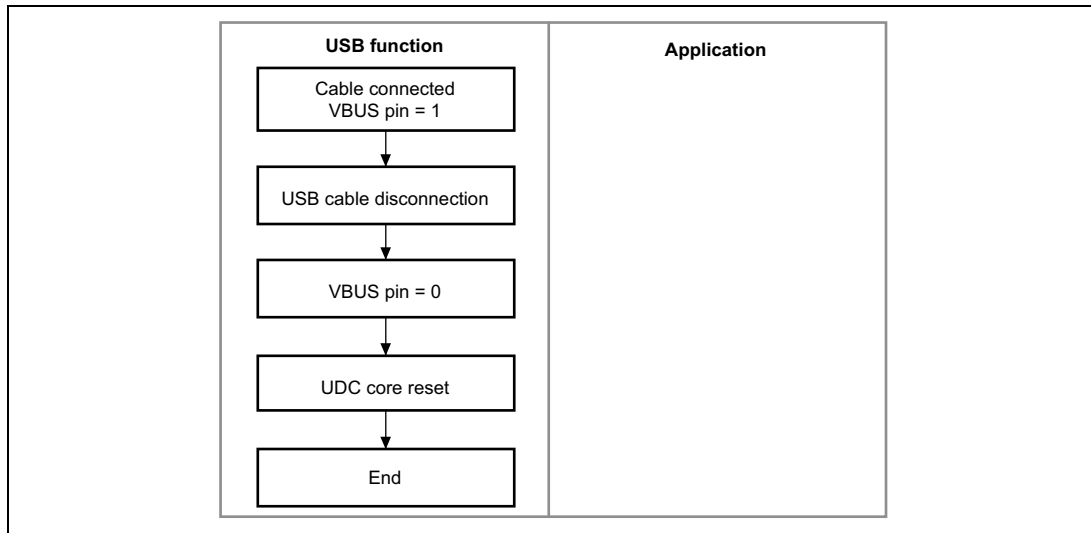 USB function
Application
Cable connected
VBUS pin = 1
USB cable disconnection
VBUS pin = 0
UDC core reset
End